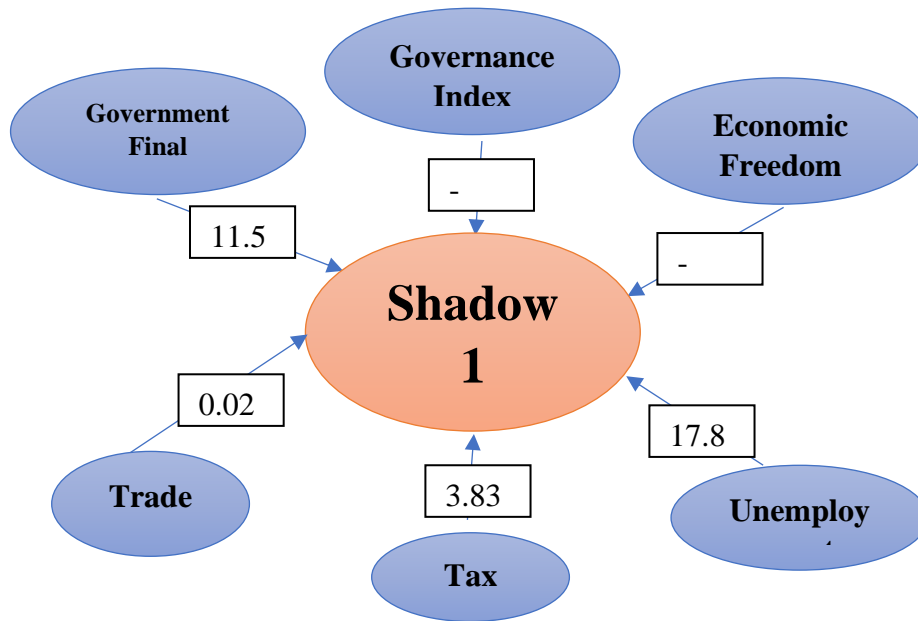 Governance
Index
Government
Final
Economic
Freedom
-
11.5
-
Shadow
1
0.02
17.8
3.83
Trade
Unemploy
Tax